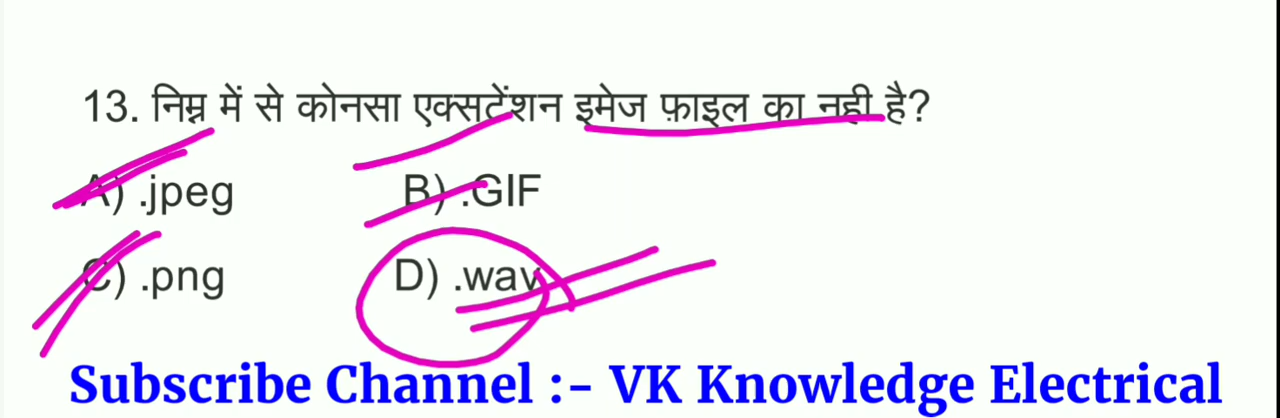 13. निम्न में से कोनसा एक्सटेंशन इमेज फ़ाइल का नही है?
A) .jpeg B) .GIF
C) .png D) .wav
Subscribe Channel :- VK Knowledge Electrical